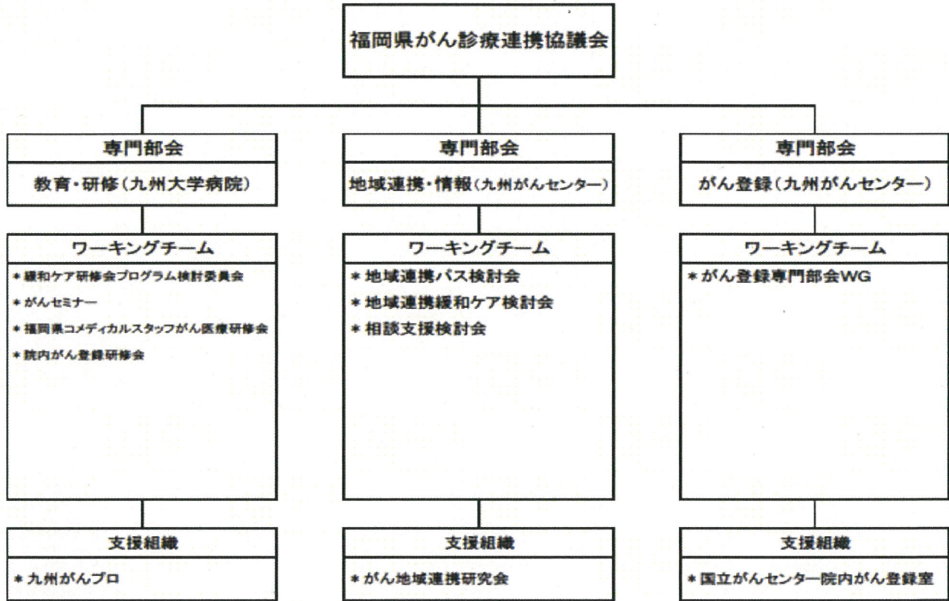 福岡県がん診療連携協議会
専門部会
教育・研修(九州大学病院)
ワーキングチーム
*緩和ケア研修会プログラム検討委員会
*がんセミナー
*福岡県コメディカルスタッフがん医療研修会
*院内がん登録研修会
支援組織
*九州がんプロ
専門部会
地域連携・情報(九州がんセンター)
ワーキングチーム
*地域連携パス検討会
*地域連携緩和ケア検討会
*相談支援検討会
支援組織
*がん地域連携研究会
専門部会
がん登録(九州がんセンター)
ワーキングチーム
*がん登録専門部会WG
支援組織
*国立がんセンター院内がん登録室